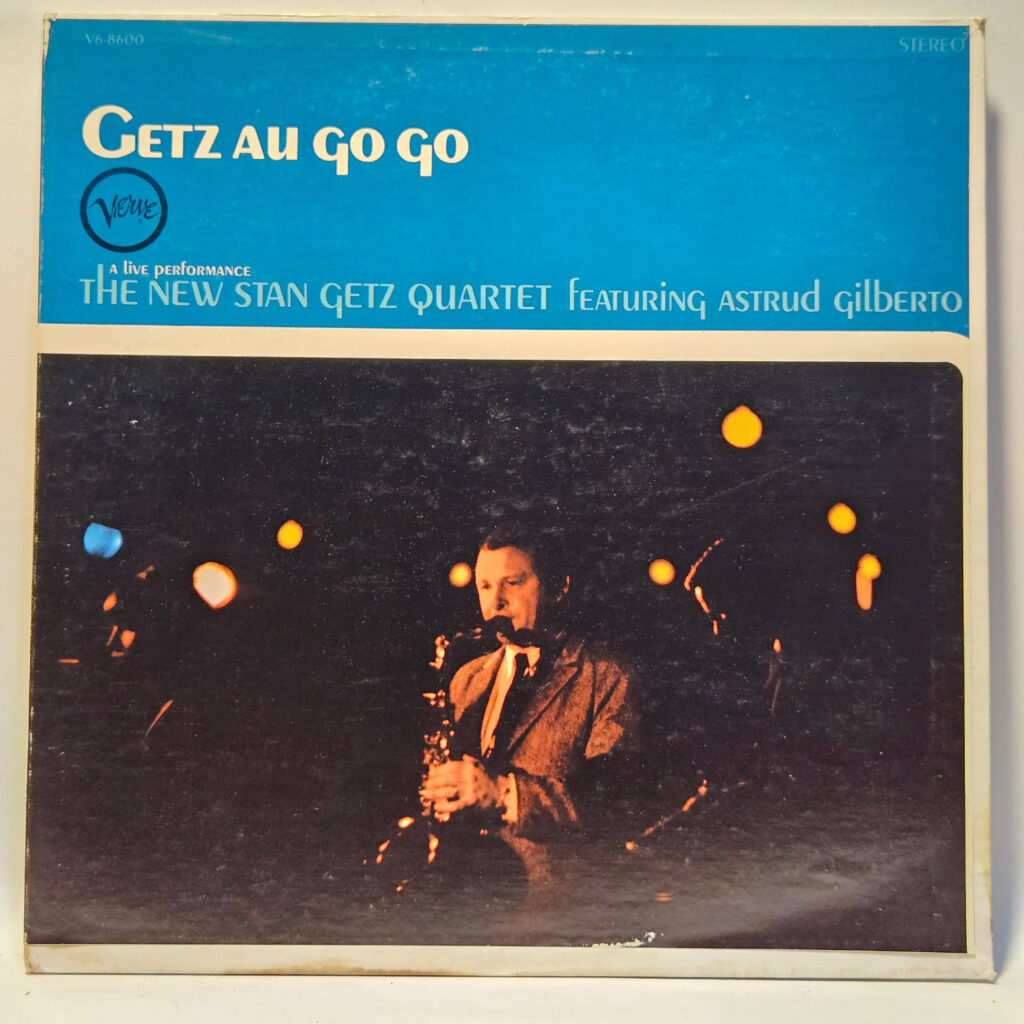 V6-8600
STEREO
GETZ AU GO GO
Verve
A live performance
THE NEW STAN GETZ QUARTET featuring Astrud Gilberto